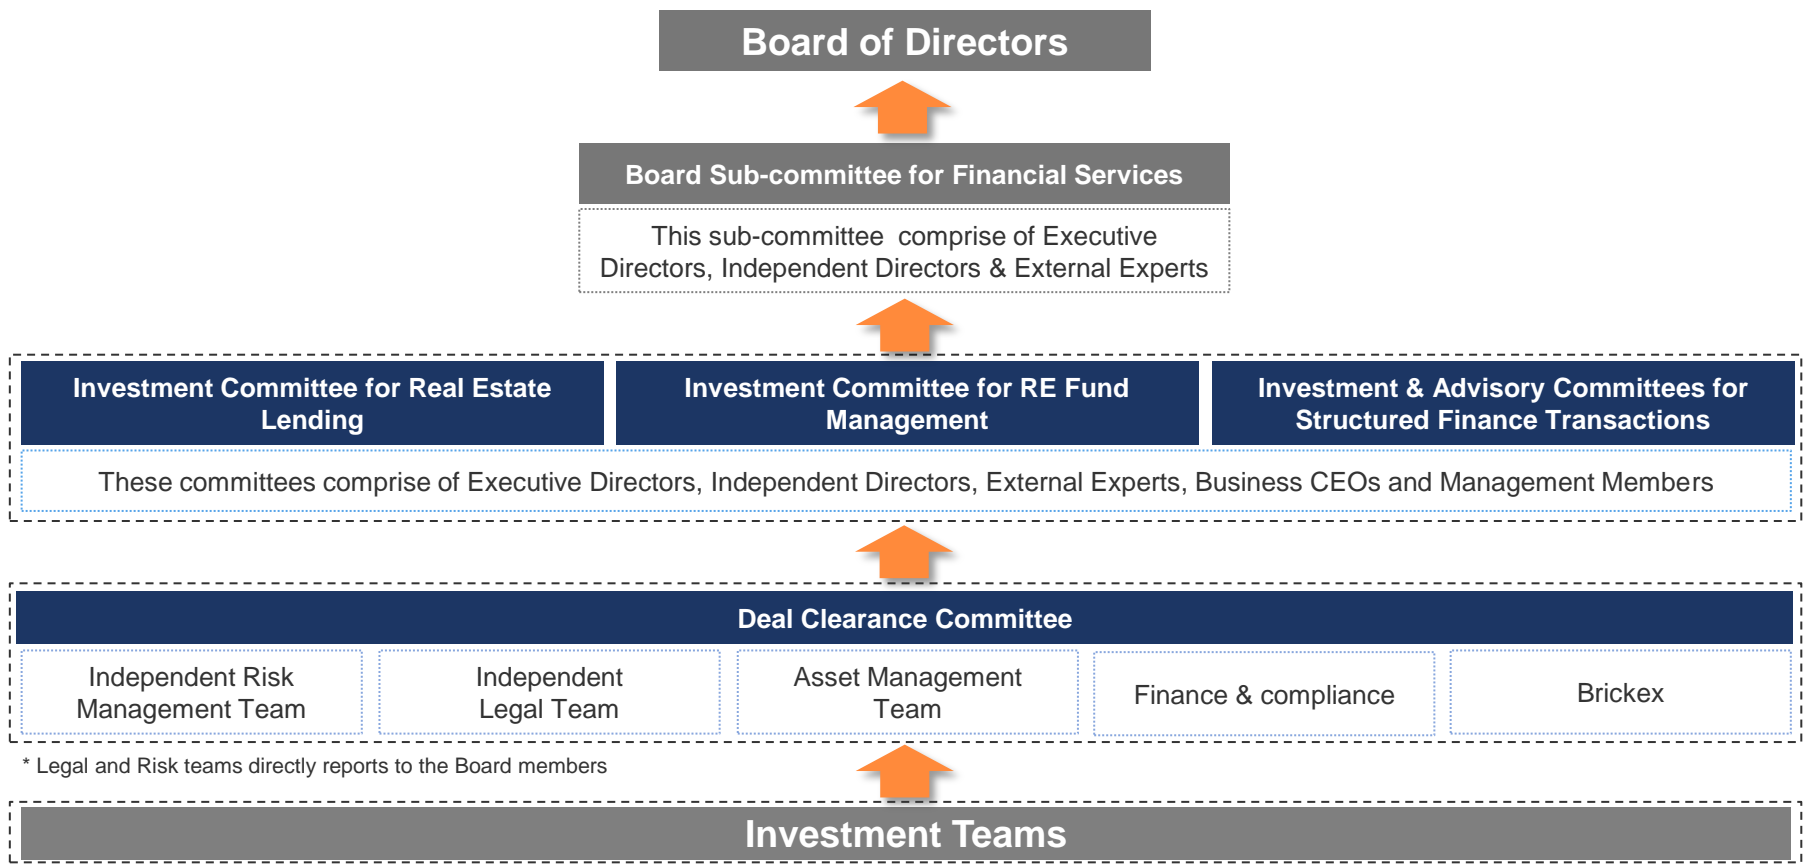 Board of Directors
Board Sub-committee for Financial Services
This sub-committee comprise of Executive
Directors, Independent Directors & External Experts
Investment Committee for Real Estate
Lending
Investment Committee for RE Fund
Management
Investment & Advisory Committees for
Structured Finance Transactions
These committees comprise of Executive Directors, Independent Directors, External Experts, Business CEOs and Management Members
Deal Clearance Committee
Independent Risk
Management Team
Independent
Legal Team
Asset Management
Team
Finance & compliance
Brickex
* Legal and Risk teams directly reports to the Board members
Investment Teams